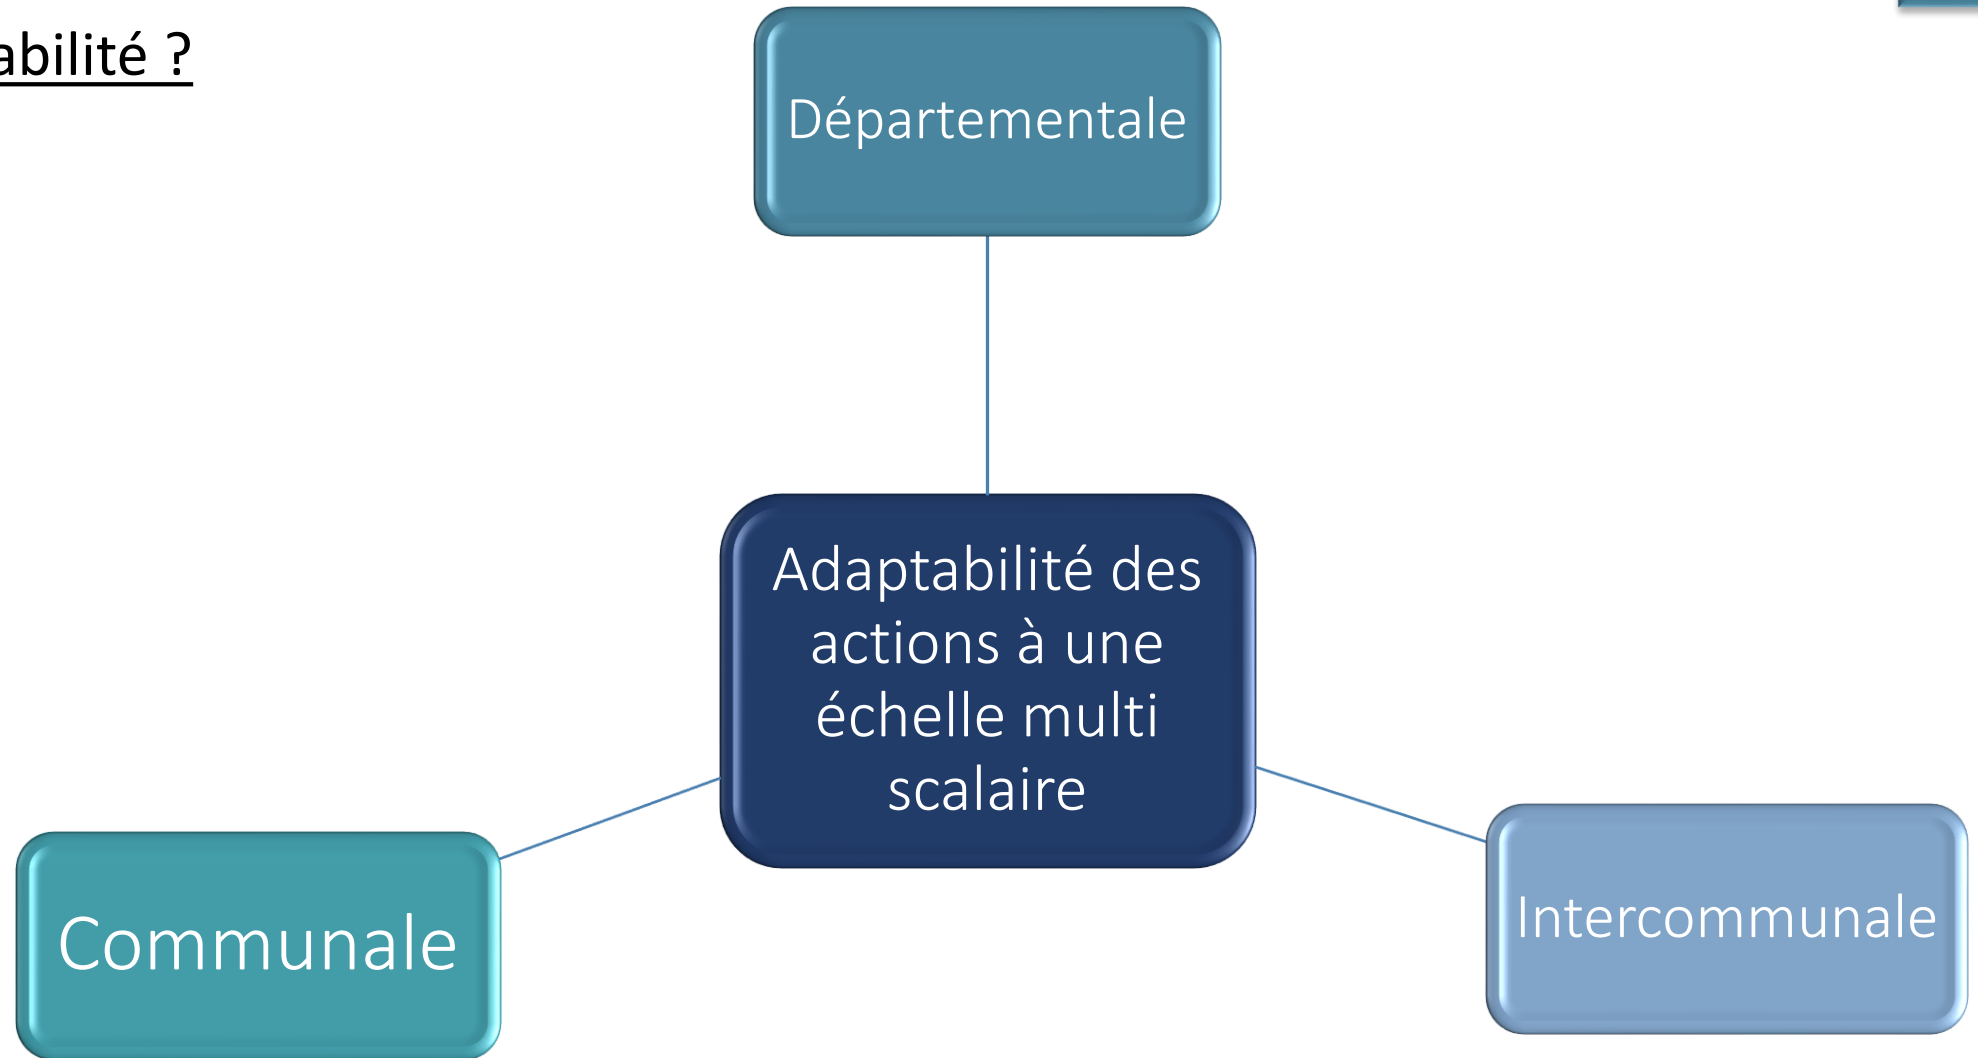 abilité ?
Départementale
Adaptabilité des
actions à une
échelle multi
scalaire
Communale
Intercommunale